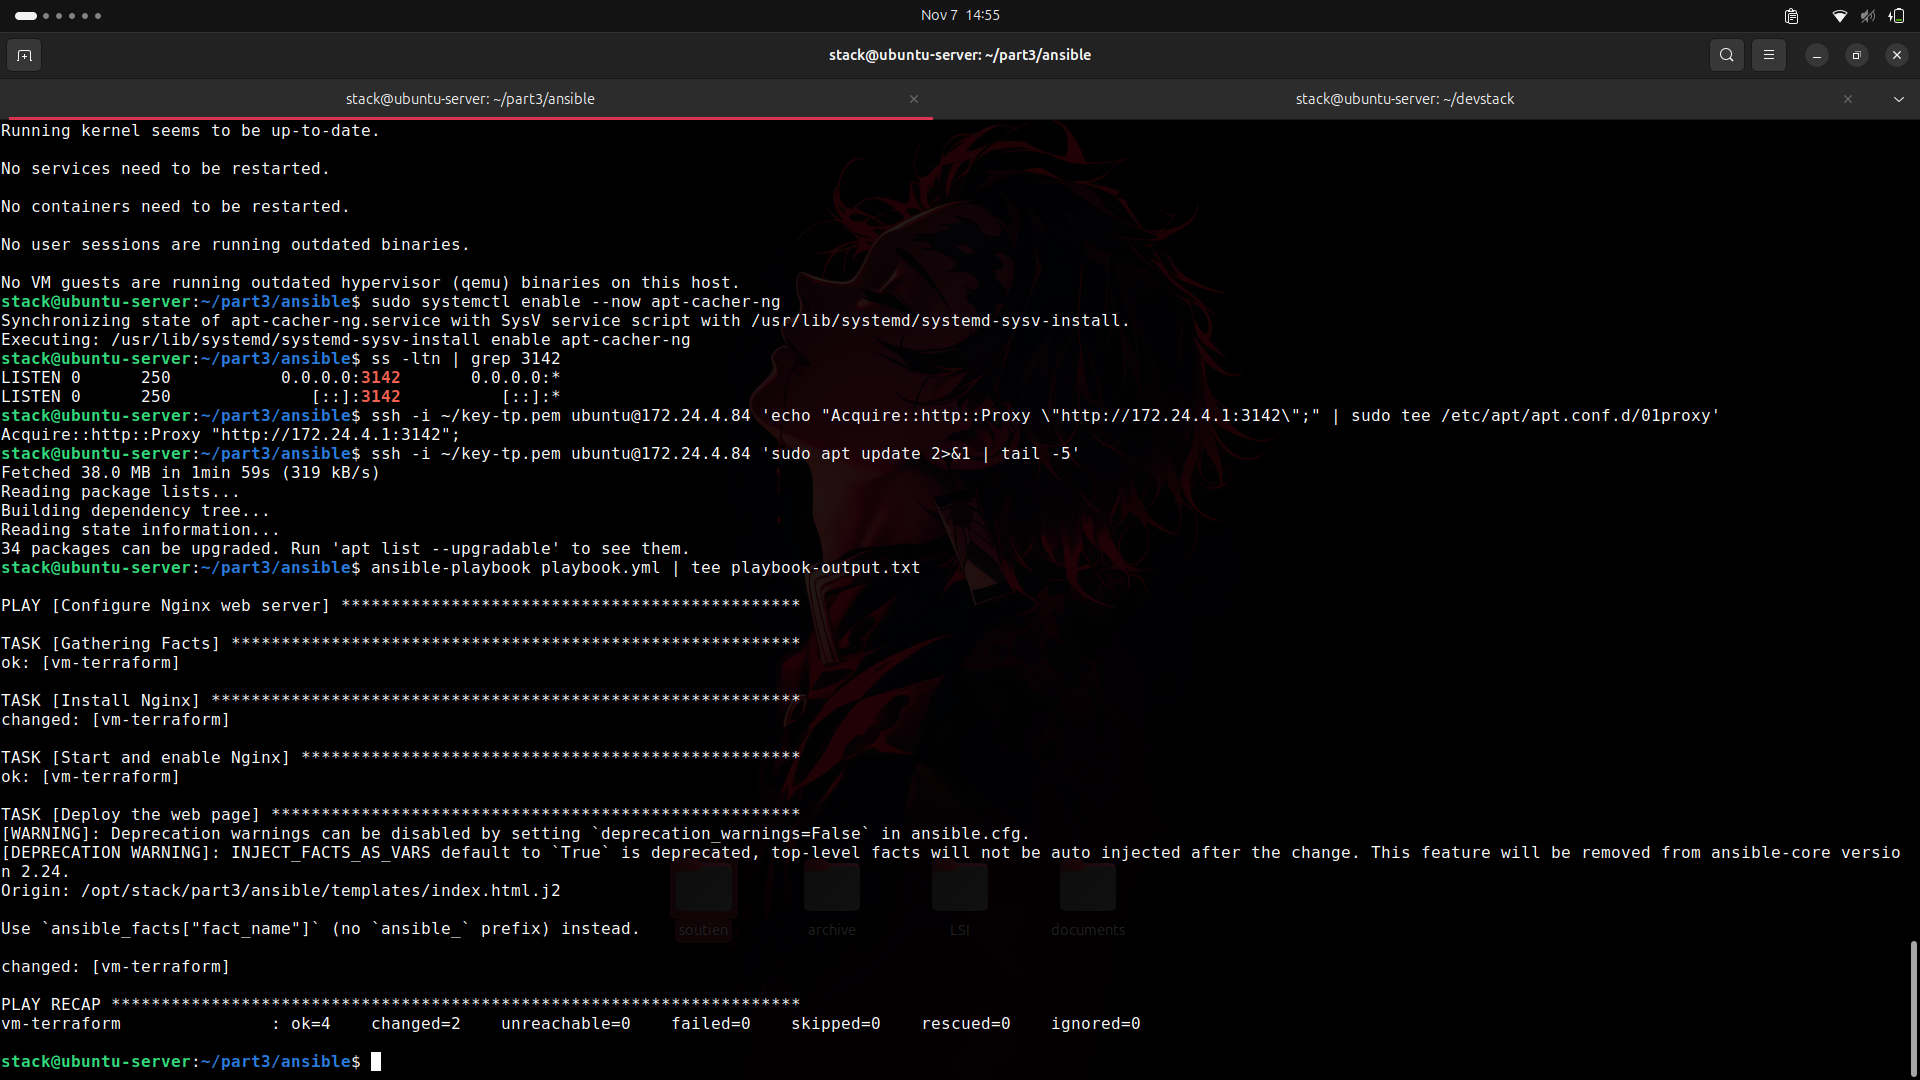 Nov 7  14:55
stack@ubuntu-server: ~/part3/ansible
stack@ubuntu-server: ~/part3/ansible
stack@ubuntu-server: ~/devstack
Running kernel seems to be up-to-date.
No services need to be restarted.
No containers need to be restarted.
No user sessions are running outdated binaries.
No VM guests are running outdated hypervisor (qemu) binaries on this host.
stack@ubuntu-server:~/part3/ansible$ sudo systemctl enable --now apt-cacher-ng
Synchronizing state of apt-cacher-ng.service with SysV service script with /usr/lib/systemd/systemd-sysv-install.
Executing: /usr/lib/systemd/systemd-sysv-install enable apt-cacher-ng
stack@ubuntu-server:~/part3/ansible$ ss -ltn | grep 3142
LISTEN 0      250           0.0.0.0:3142       0.0.0.0:*
LISTEN 0      250              [::]:3142          [::]:*
stack@ubuntu-server:~/part3/ansible$ ssh -i ~/key-tp.pem ubuntu@172.24.4.84 'echo "Acquire::http::Proxy \"http://172.24.4.1:3142\";" | sudo tee /etc/apt/apt.conf.d/01proxy'
Acquire::http::Proxy "http://172.24.4.1:3142";
stack@ubuntu-server:~/part3/ansible$ ssh -i ~/key-tp.pem ubuntu@172.24.4.84 'sudo apt update 2>&1 | tail -5'
Fetched 38.0 MB in 1min 59s (319 kB/s)
Reading package lists...
Building dependency tree...
Reading state information...
34 packages can be upgraded. Run 'apt list --upgradable' to see them.
stack@ubuntu-server:~/part3/ansible$ ansible-playbook playbook.yml | tee playbook-output.txt
PLAY [Configure Nginx web server] **********************************************
TASK [Gathering Facts] *********************************************************
ok: [vm-terraform]
TASK [Install Nginx] ***********************************************************
changed: [vm-terraform]
TASK [Start and enable Nginx] **************************************************
ok: [vm-terraform]
TASK [Deploy the web page] *****************************************************
[WARNING]: Deprecation warnings can be disabled by setting `deprecation_warnings=False` in ansible.cfg.
[DEPRECATION WARNING]: INJECT_FACTS_AS_VARS default to `True` is deprecated, top-level facts will not be auto injected after the change. This feature will be removed from ansible-core versio
n 2.24.
Origin: /opt/stack/part3/ansible/templates/index.html.j2
Use `ansible_facts["fact_name"]` (no `ansible_` prefix) instead.
soutien
archive
LSI
documents
changed: [vm-terraform]
PLAY RECAP *********************************************************************
vm-terraform               : ok=4    changed=2    unreachable=0    failed=0    skipped=0    rescued=0    ignored=0
stack@ubuntu-server:~/part3/ansible$